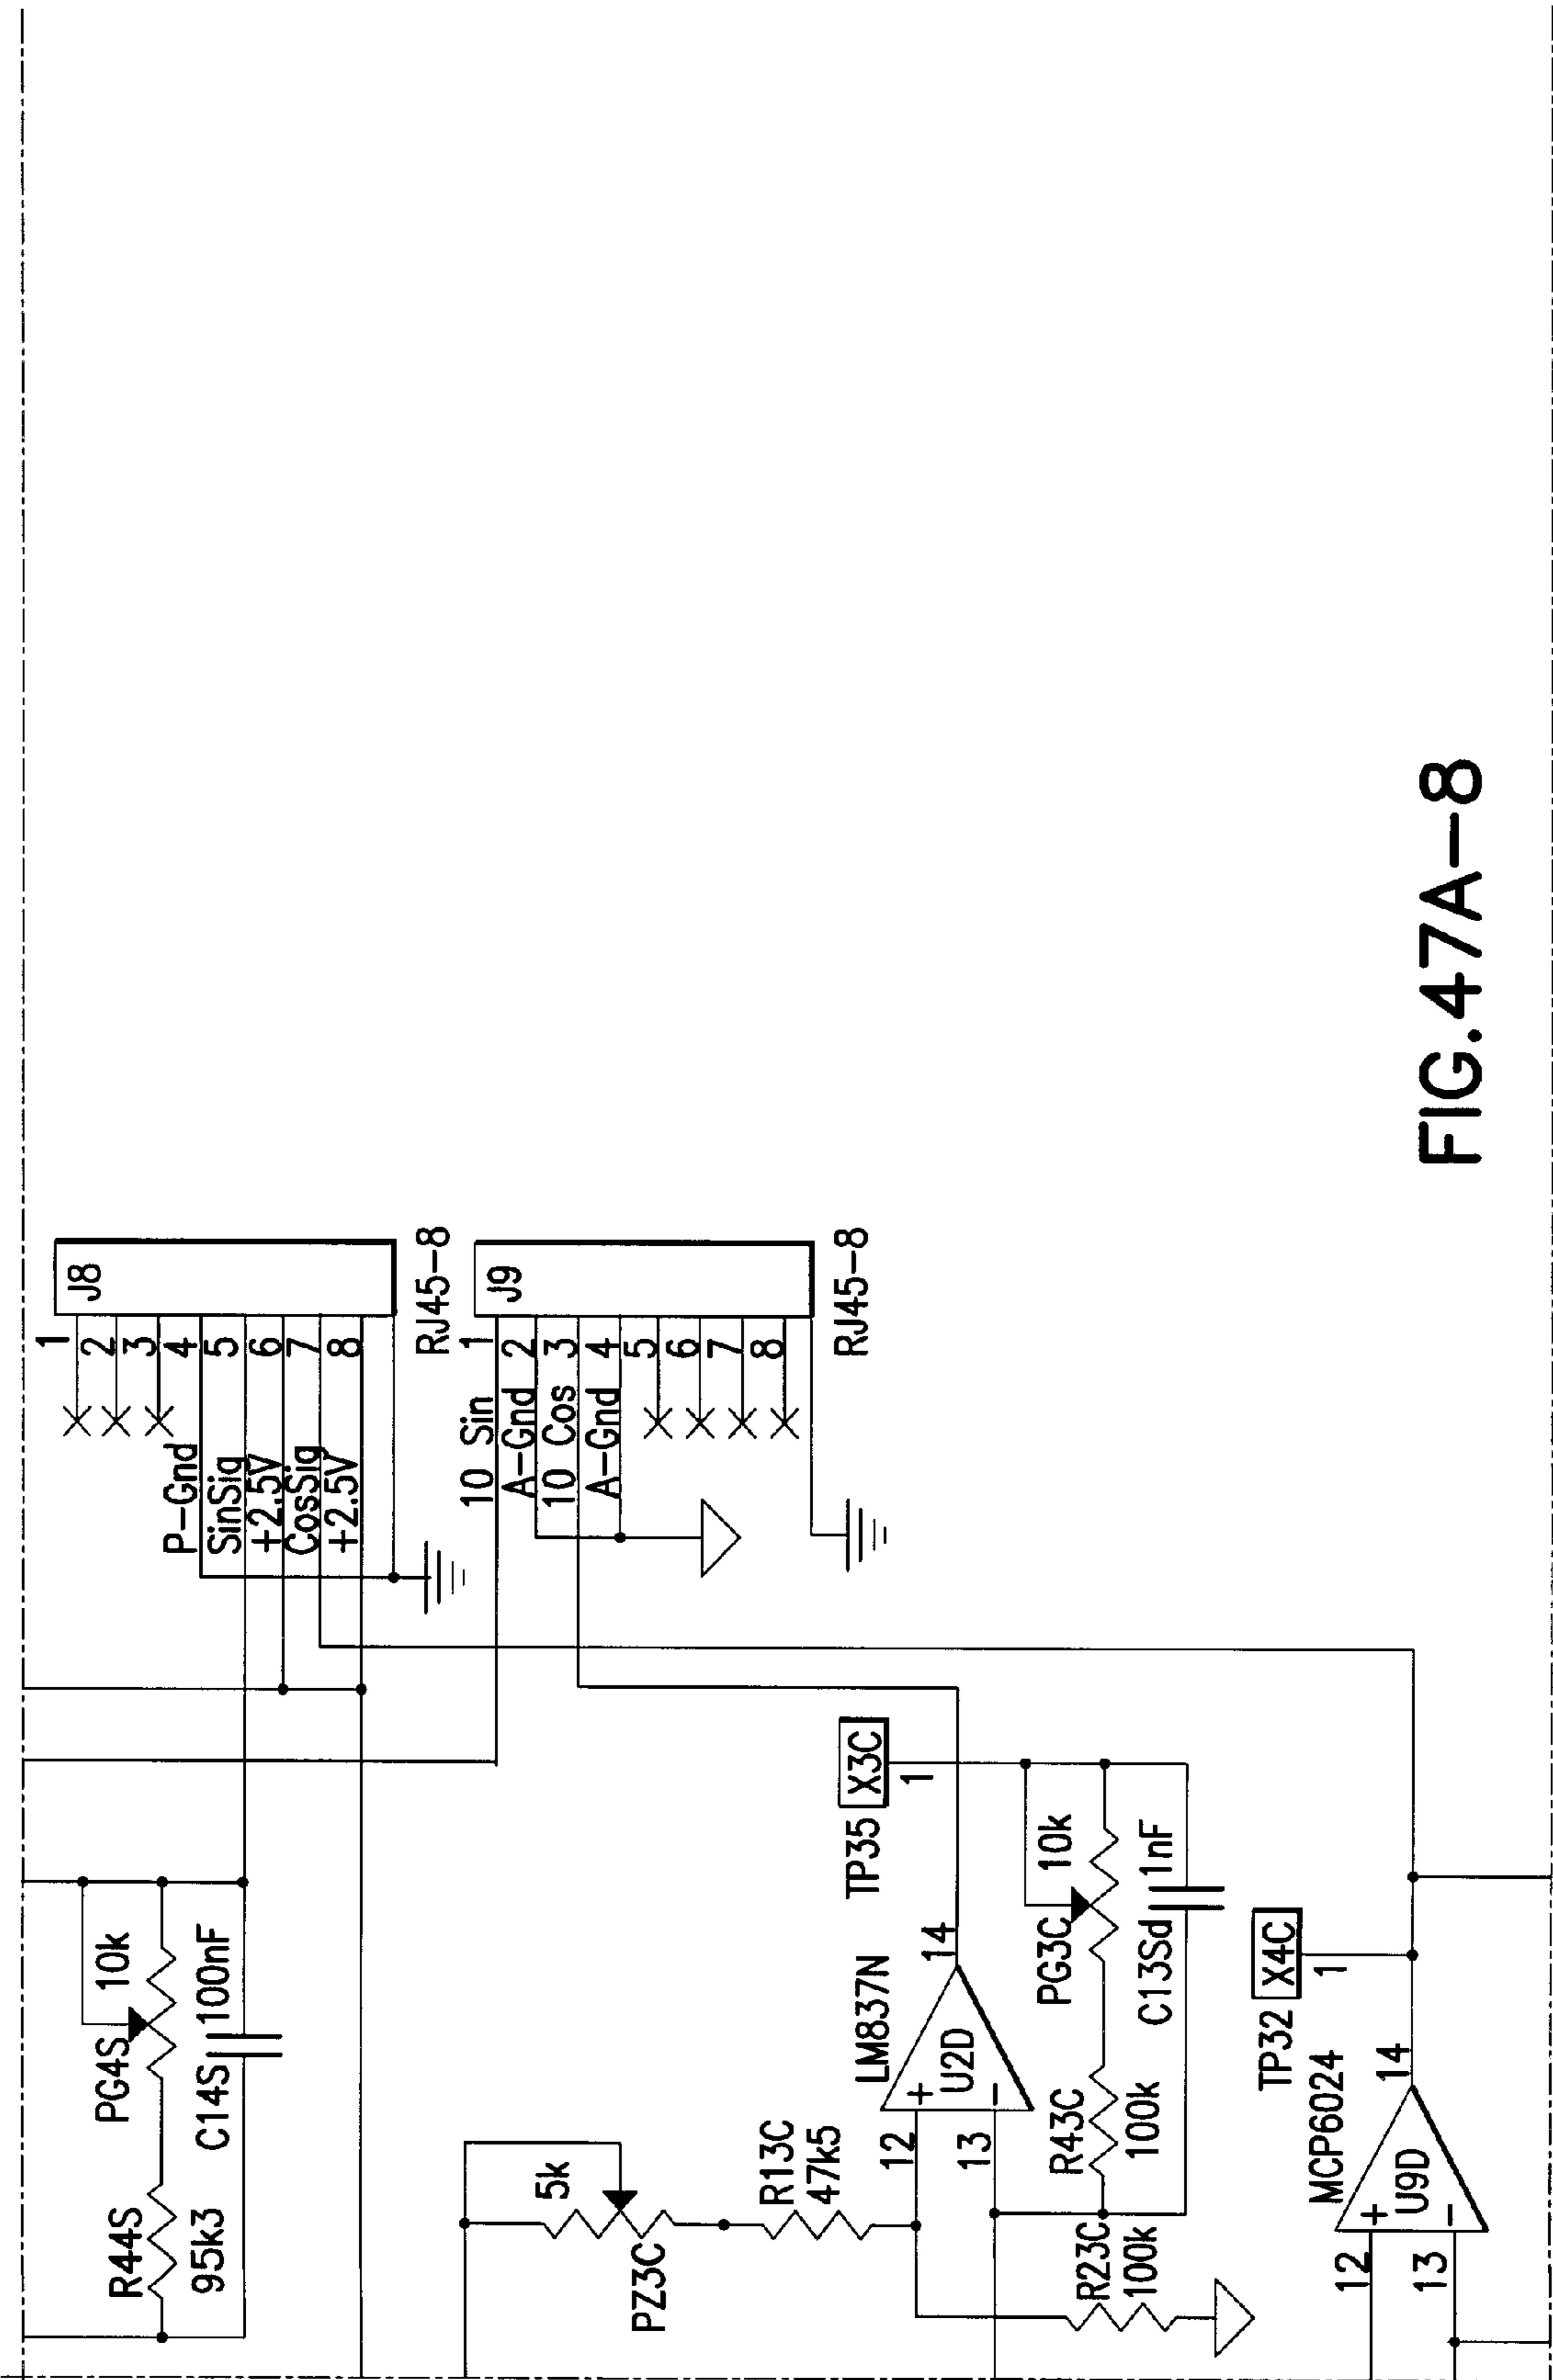 J8
1
2
3
4
5
6
7
8
P-Gnd
SinSig
+2.5V
CosSig
+2.5V
RJ45-8
J9
1
2
3
4
5
6
7
8
10 Sin
A-Gnd
10 Cos
A-Gnd
RJ45-8
PG4S 10k
R44S
95k3
C14S 100nF
5k
PZ3C
R13C
47k5
R23C
100k
LM837N
U2D
+
-
12
13
14
TP35 X3C
1
PG3C 10k
R43C
100k
C13Sd 1nF
TP32 X4C
1
MCP6024
U9D
+
-
12
13
14
FIG.47A-8